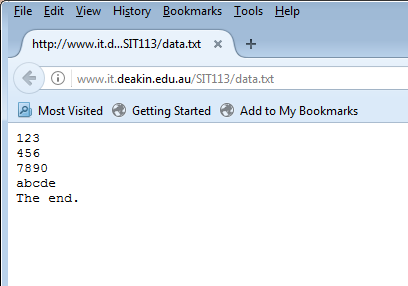 File Edit View History Bookmarks Tools Help
http://www.it.d...SIT113/data.txt
www.it.deakin.edu.au/SIT113/data.txt
Most Visited Getting Started Add to My Bookmarks
123
456
7890
abcde
The end.